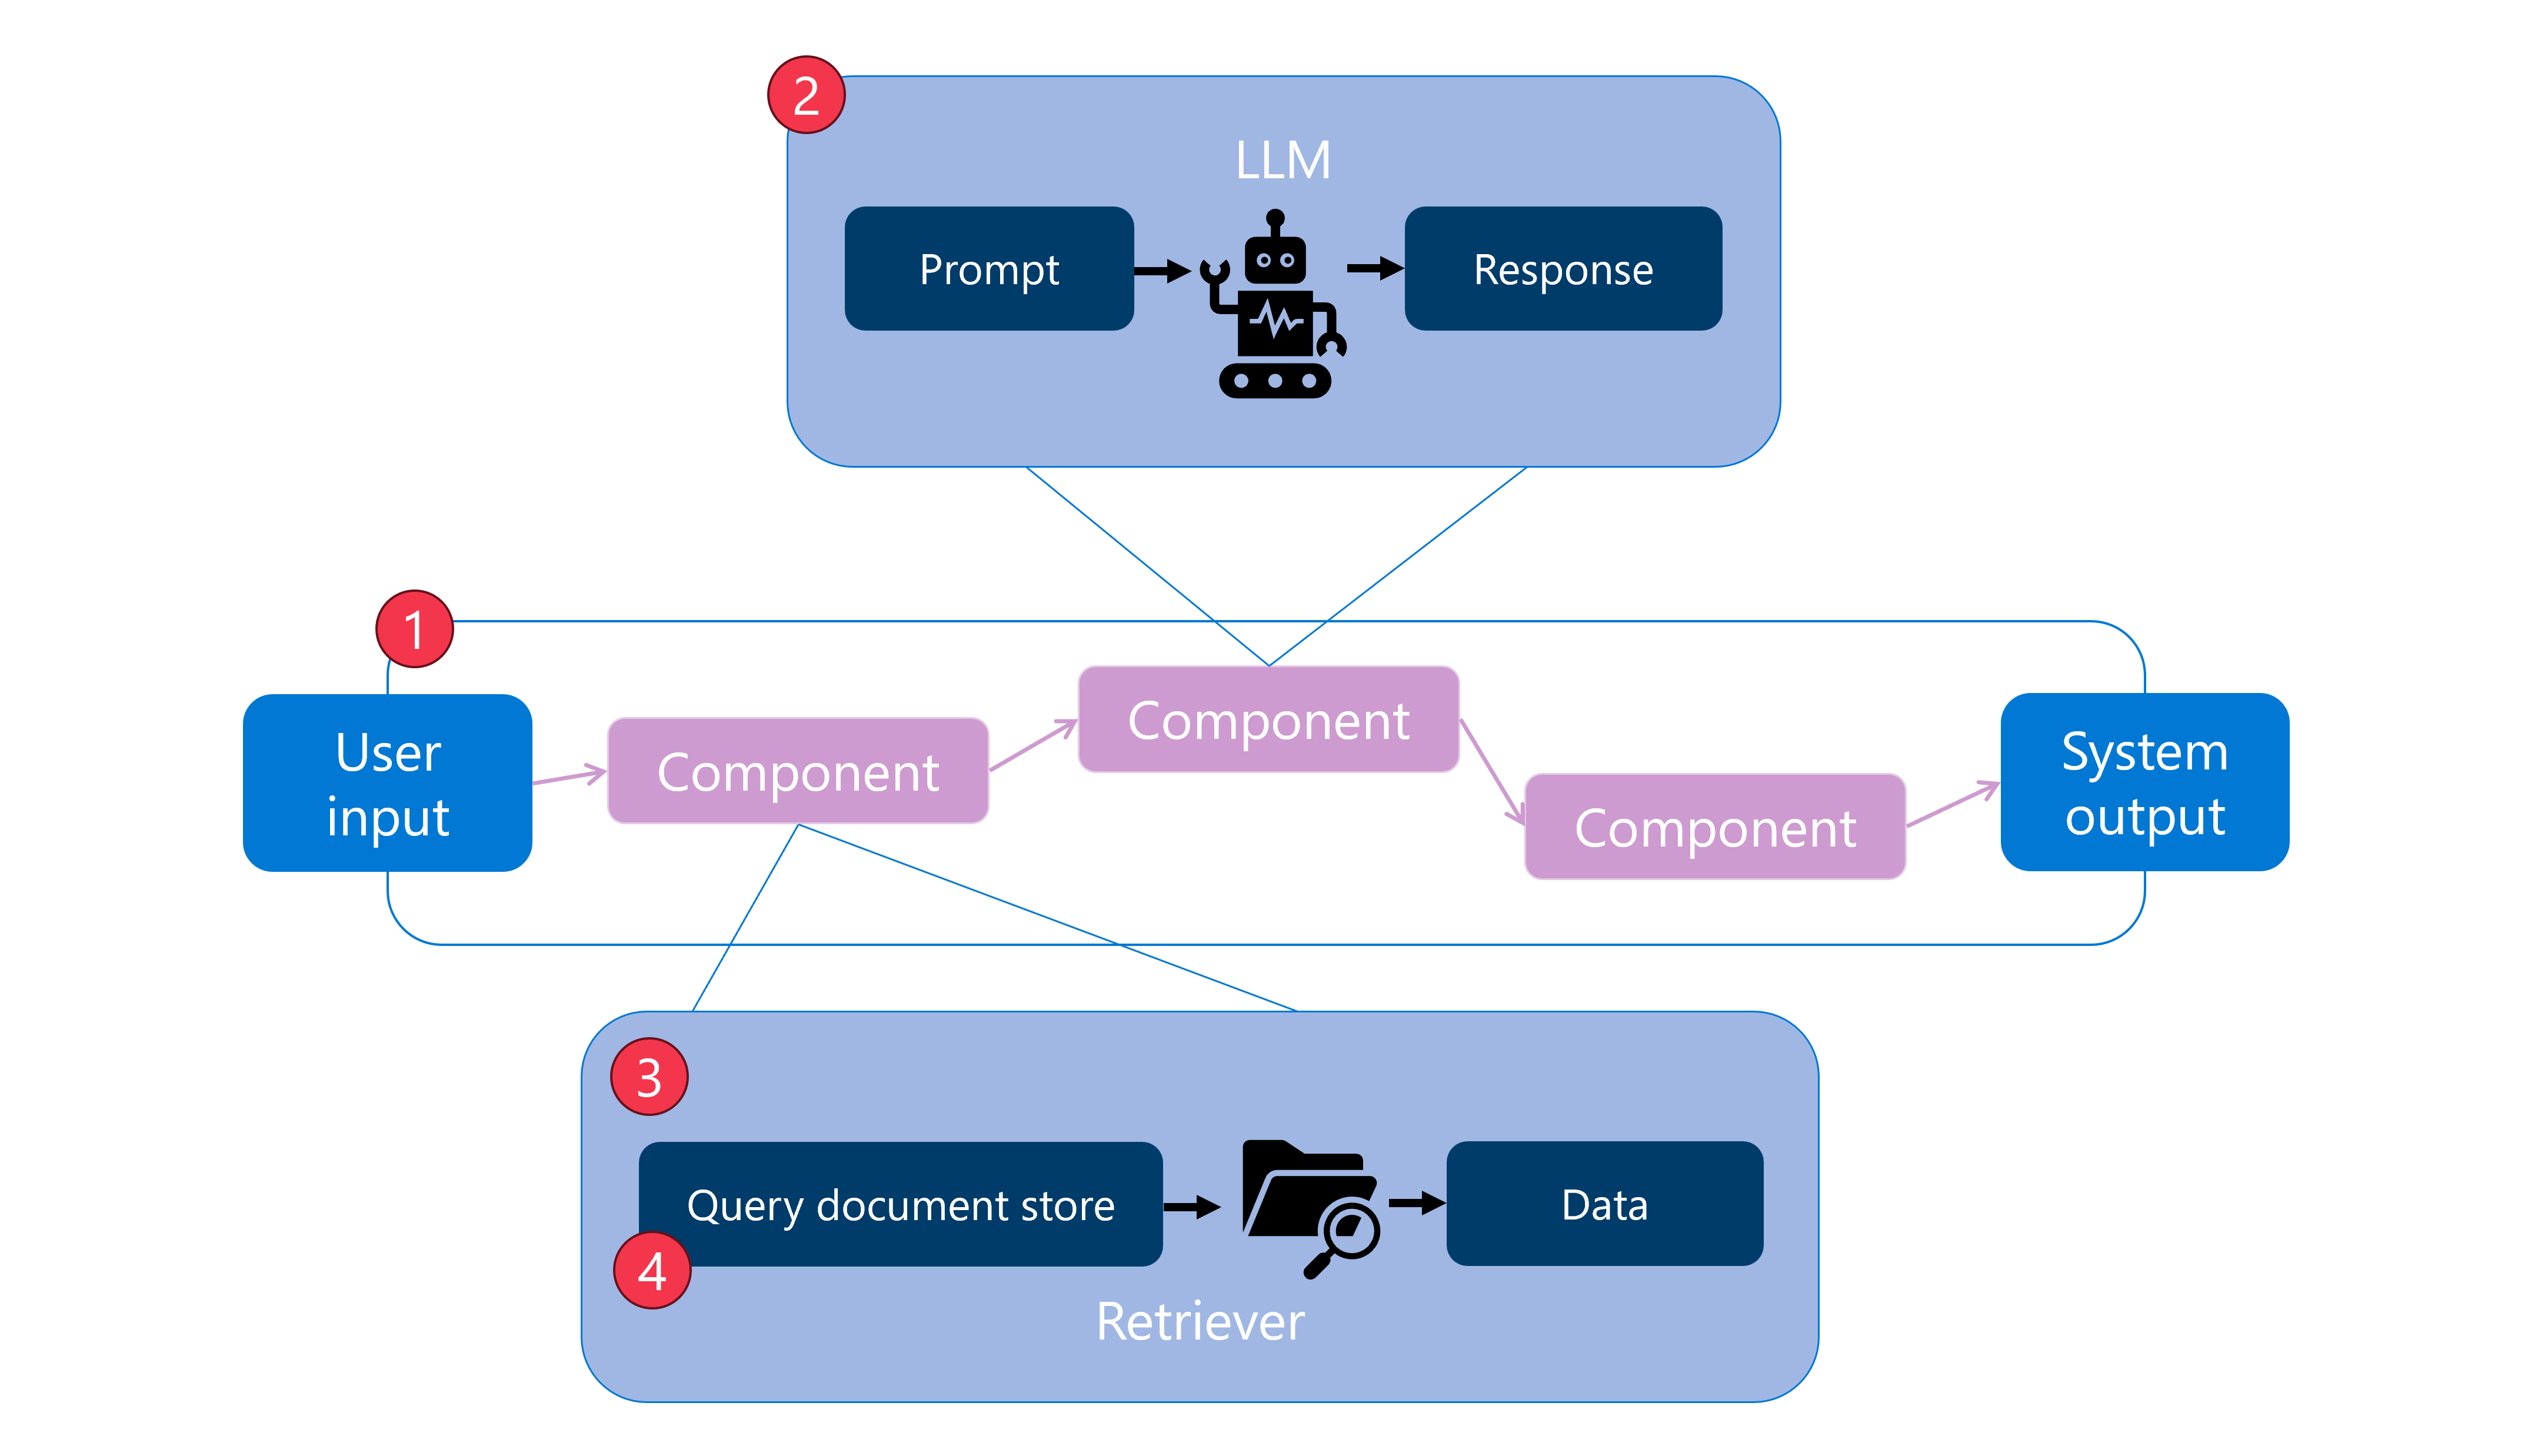 2
LLM
Prompt
Response
1
User
input
Component
Component
Component
System
output
3
Query document store
Data
4
Retriever